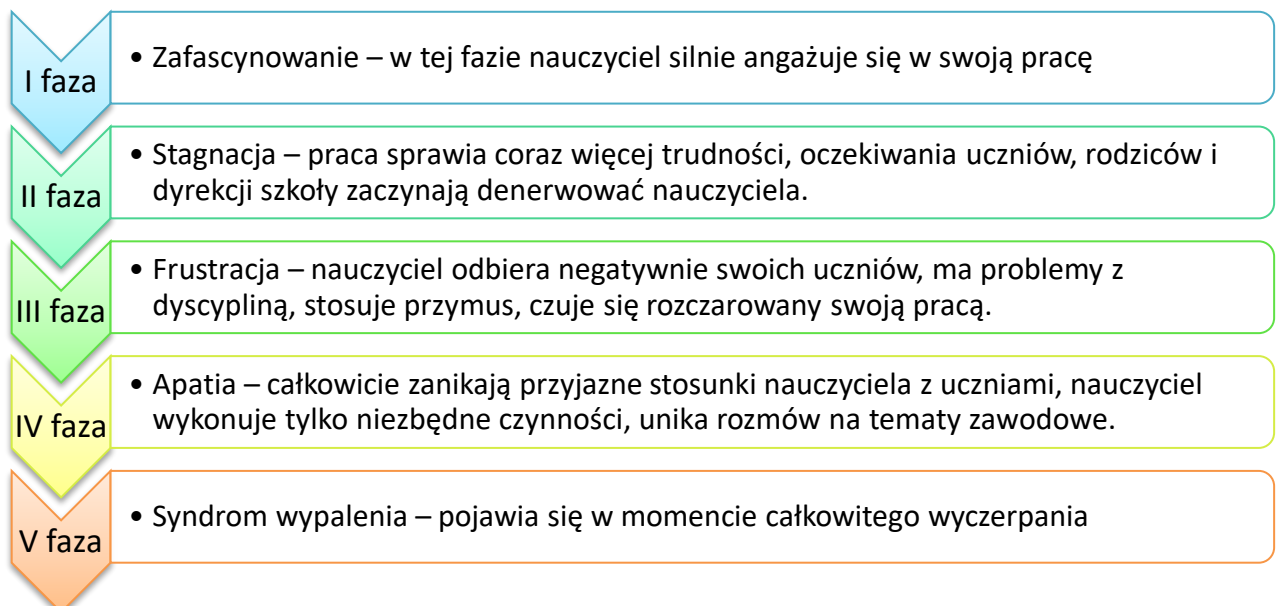 I faza
• Zafascynowanie – w tej fazie nauczyciel silnie angażuje się w swoją pracę
II faza
• Stagnacja – praca sprawia coraz więcej trudności, oczekiwania uczniów, rodziców i
dyrekcji szkoły zaczynają denerwować nauczyciela.
III faza
• Frustracja – nauczyciel odbiera negatywnie swoich uczniów, ma problemy z
dyscypliną, stosuje przymus, czuje się rozczarowany swoją pracą.
IV faza
• Apatia – całkowicie zanikają przyjazne stosunki nauczyciela z uczniami, nauczyciel
wykonuje tylko niezbędne czynności, unika rozmów na tematy zawodowe.
V faza
• Syndrom wypalenia – pojawia się w momencie całkowitego wyczerpania